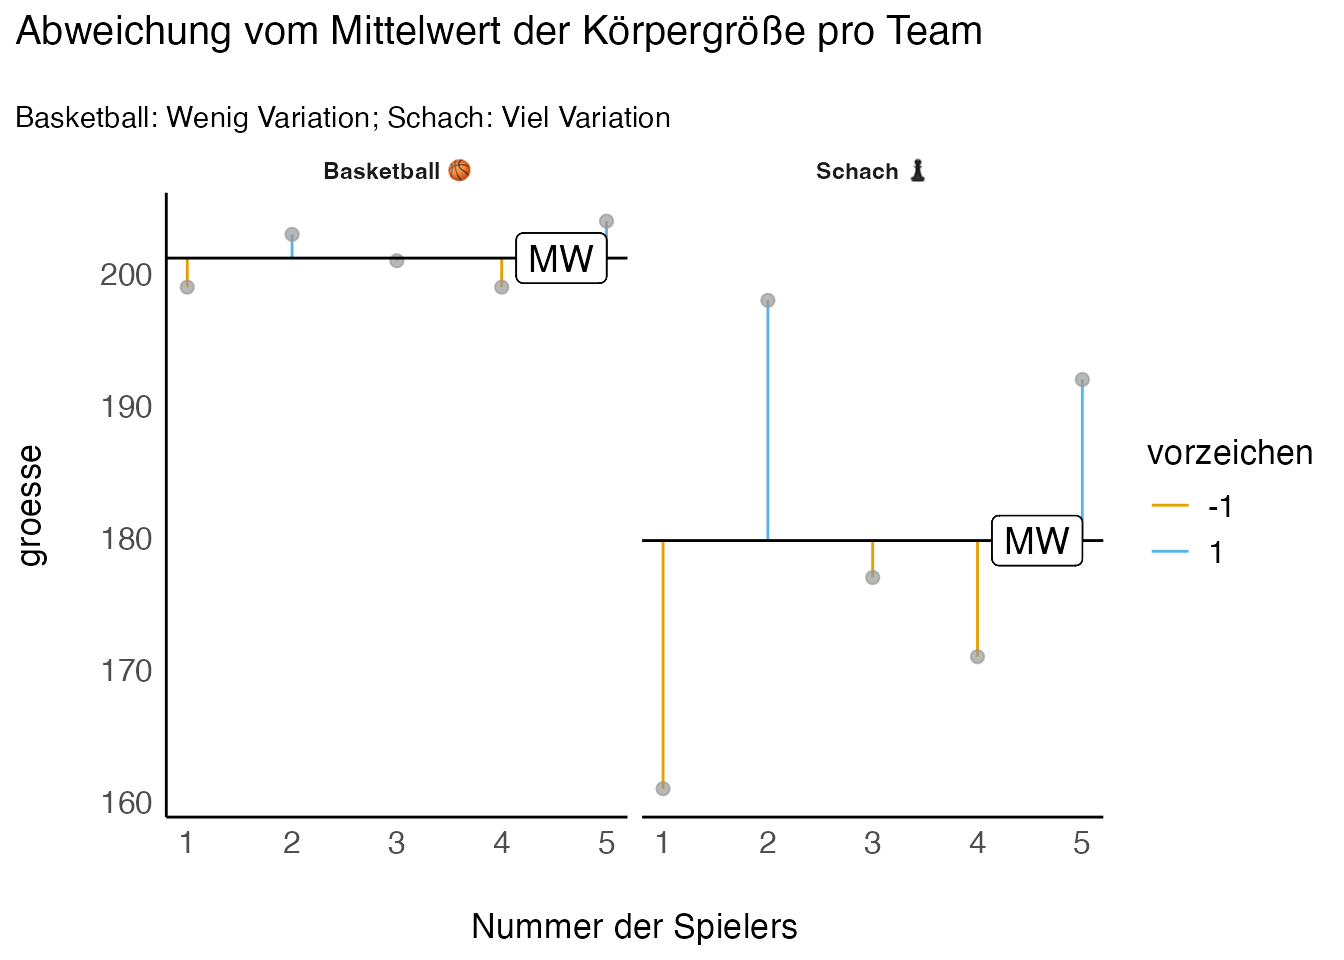 Abweichung vom Mittelwert der Körpergröße pro Team
Basketball: Wenig Variation; Schach: Viel Variation
Basketball 🏀
Schach ♟
groesse
200
190
180
170
160
MW
MW
1 2 3 4 5
1 2 3 4 5
Nummer der Spielers
vorzeichen
-1
1